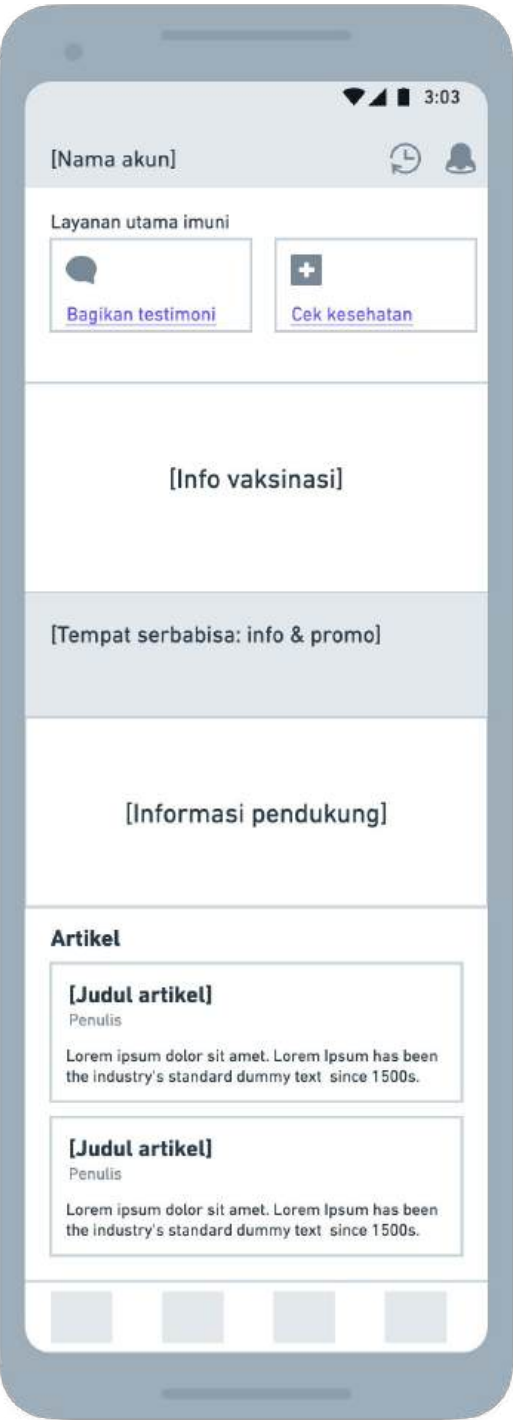 3:03
[Nama akun]
Layanan utama imuni
Bagikan testimoni
Cek kesehatan
[Info vaksinasi]
[Tempat serbabisa: info & promo]
[Informasi pendukung]
Artikel
[Judul artikel]
Penulis
Lorem ipsum dolor sit amet. Lorem Ipsum has been
the industry's standard dummy text since 1500s.
[Judul artikel]
Penulis
Lorem ipsum dolor sit amet. Lorem Ipsum has been
the industry's standard dummy text since 1500s.